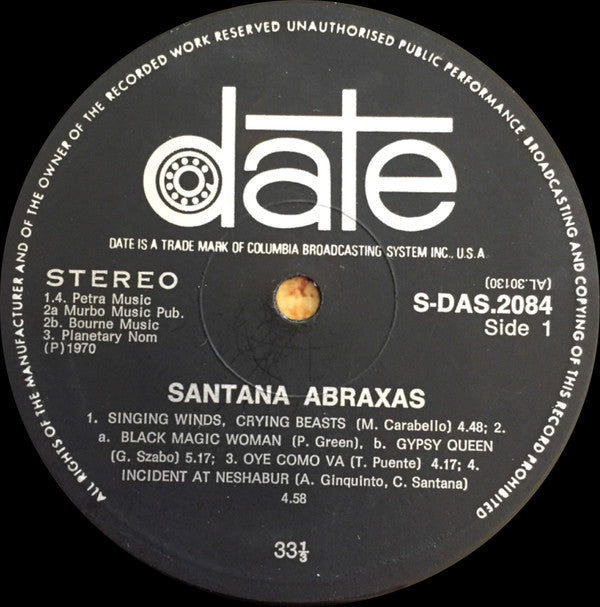 ALL RIGHTS OF THE MANUFACTURER AND OF THE OWNER OF THE RECORDED WORK RESERVED UNAUTHORISED PUBLIC PERFORMANCE BROADCASTING AND COPYING OF THIS RECORD PROHIBITED
date
DATE IS A TRADE MARK OF COLUMBIA BROADCASTING SYSTEM INC., U.S.A.
STEREO
1.4. Petra Music
2a Murbo Music Pub.
2b. Bourne Music
3. Planetary Nom
(P) 1970
(AL.30130)
S-DAS.2084
Side 1
SANTANA ABRAXAS
1. SINGING WINDS, CRYING BEASTS (M. Carabello) 4.48; 2.
a. BLACK MAGIC WOMAN (P. Green), b. GYPSY QUEEN
(G. Szabo) 5.17; 3. OYE COMO VA (T. Puente) 4.17; 4.
INCIDENT AT NESHABUR (A. Ginquinto, C. Santana)
4.58
33⅓